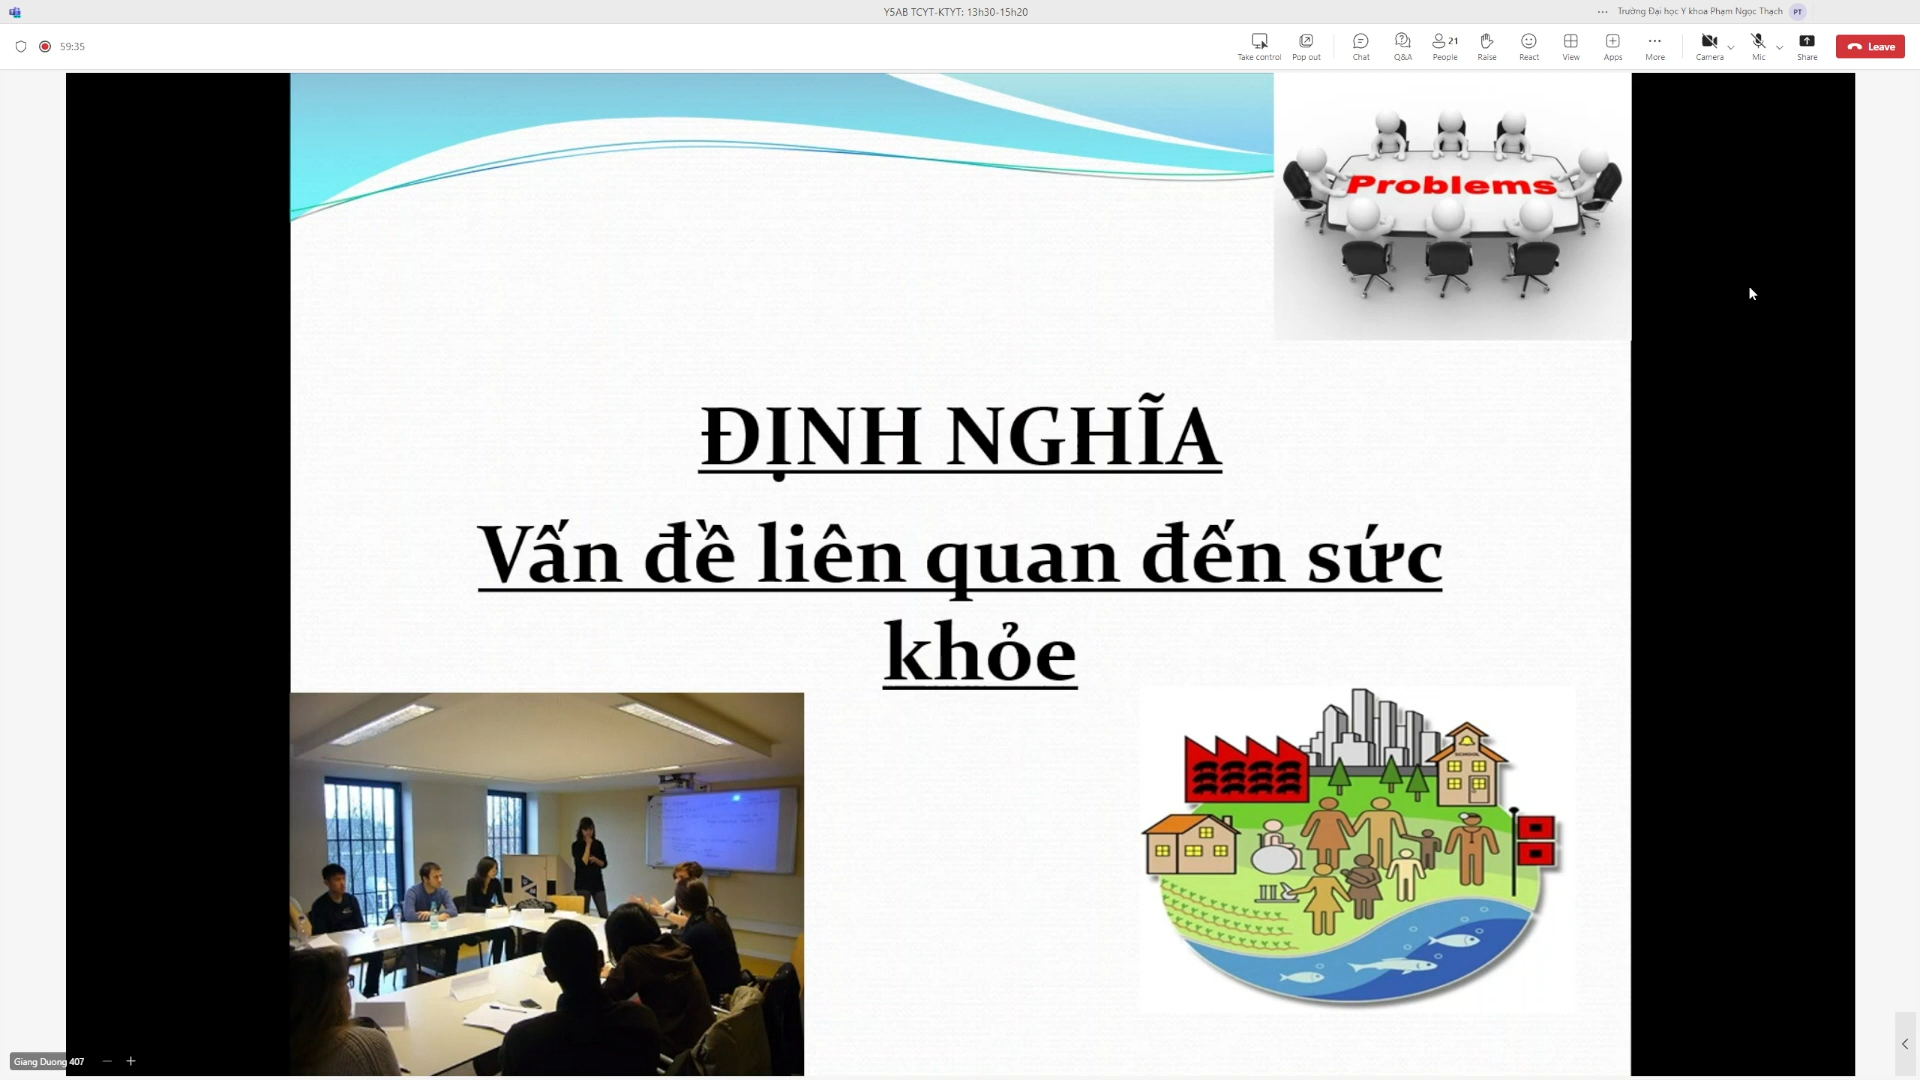 Y5AB TCYT-KTYT: 13h30-15h20
Trường Đại học Y khoa Phạm Ngọc Thạch
PT
59:35
Take control
Pop out
Chat
Q&A
21
People
Raise
React
View
Apps
More
Camera
Mic
Share
Leave
Problems
ĐỊNH NGHĨA
Vấn đề liên quan đến sức
khỏe
SCHOOL
Giang Duong 407